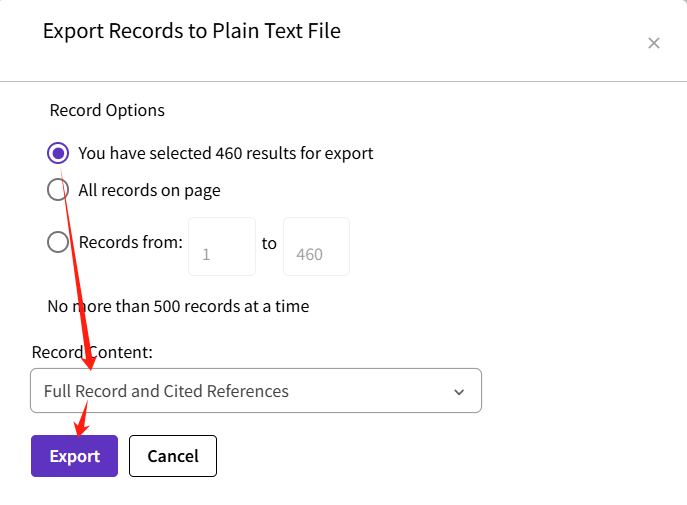 Export Records to Plain Text File
Record Options
You have selected 460 results for export
All records on page
Records from: 1 to 460
No more than 500 records at a time
Record Content:
Full Record and Cited References
Export Cancel